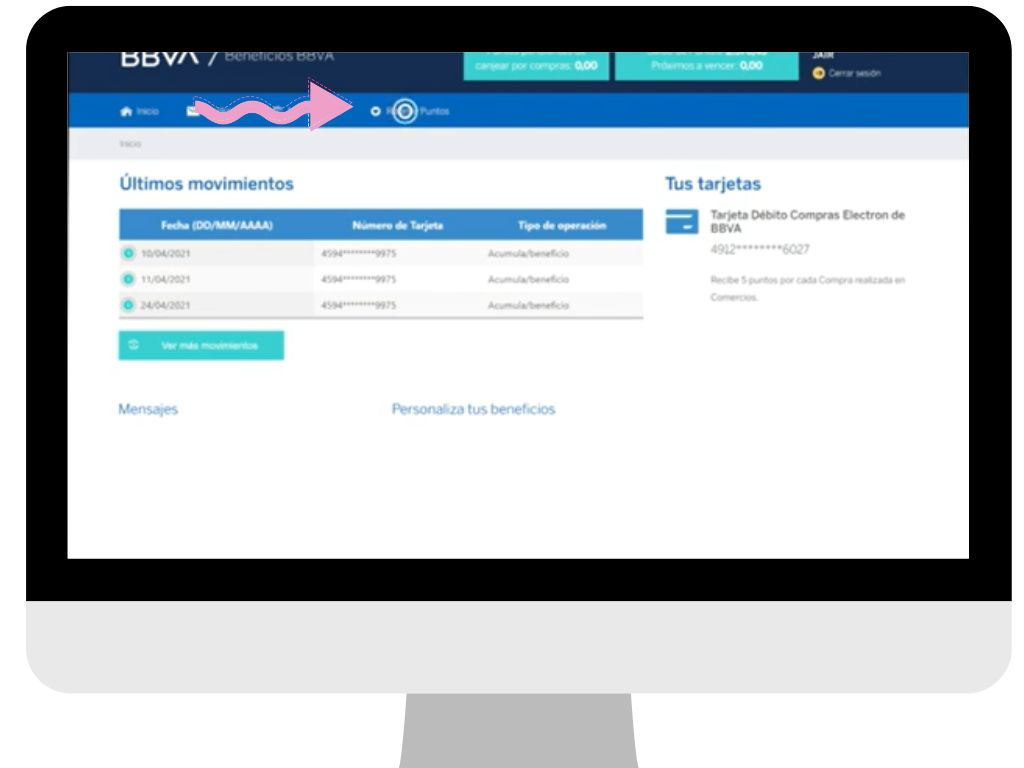 BBVA / Beneficios BBVA
canjear por compras: 0,00
Próximos a vencer: 0,00
JAIR
Cerrar sesión
Inicio
Puntos
Inicio
Últimos movimientos
Tus tarjetas
Fecha (DD/MM/AAAA) Número de Tarjeta Tipo de operación
10/04/2021 4594********9975 Acumula/beneficio
11/04/2021 4594********9975 Acumula/beneficio
24/04/2021 4594********9975 Acumula/beneficio
Ver más movimientos
Tarjeta Débito Compras Electron de
BBVA
4912********6027
Recibe 5 puntos por cada Compra realizada en
Comercios.
Mensajes
Personaliza tus beneficios